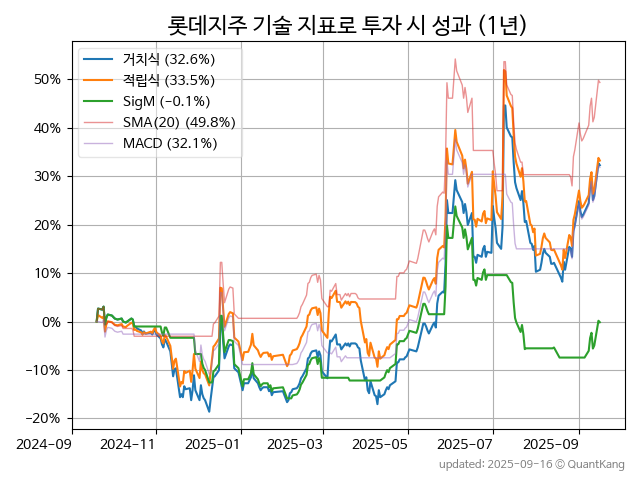 롯데지주 기술 지표로 투자 시 성과 (1년)
거치식 (32.6%)
적립식 (33.5%)
SigM (−0.1%)
SMA(20) (49.8%)
MACD (32.1%)
50%
40%
30%
20%
10%
0%
−10%
−20%
2024-09 2024-11 2025-01 2025-03 2025-05 2025-07 2025-09
updated: 2025-09-16 © QuantKang